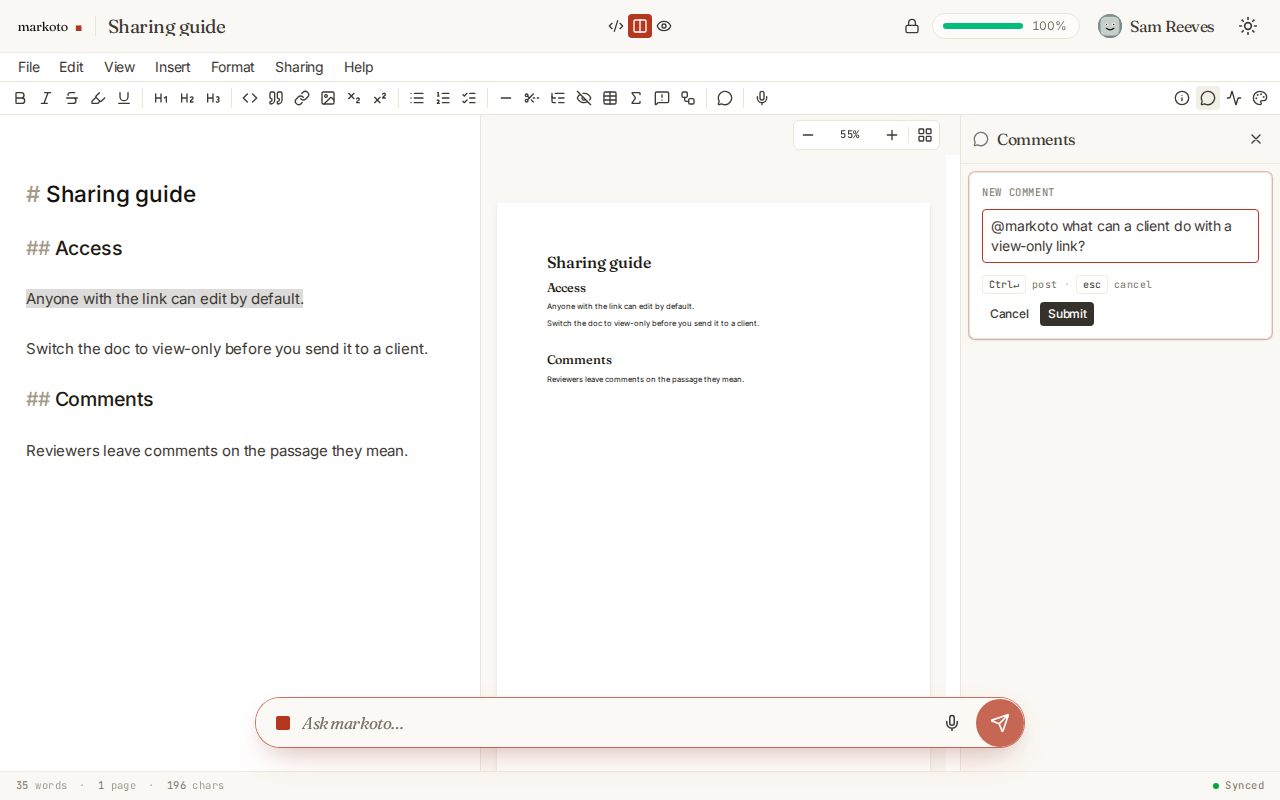 markoto
Sharing guide
100%
Sam Reeves
File Edit View Insert Format Sharing Help
H1 H2 H3
X2 x2
55%
Comments
# Sharing guide
## Access
Anyone with the link can edit by default.
Switch the doc to view-only before you send it to a client.
## Comments
Reviewers leave comments on the passage they mean.
Sharing guide
Access
Anyone with the link can edit by default.
Switch the doc to view-only before you send it to a client.
Comments
Reviewers leave comments on the passage they mean.
NEW COMMENT
@markoto what can a client do with a
view-only link?
Ctrl↵ post · esc cancel
Cancel Submit
Ask markoto...
35 words · 1 page · 196 chars
Synced